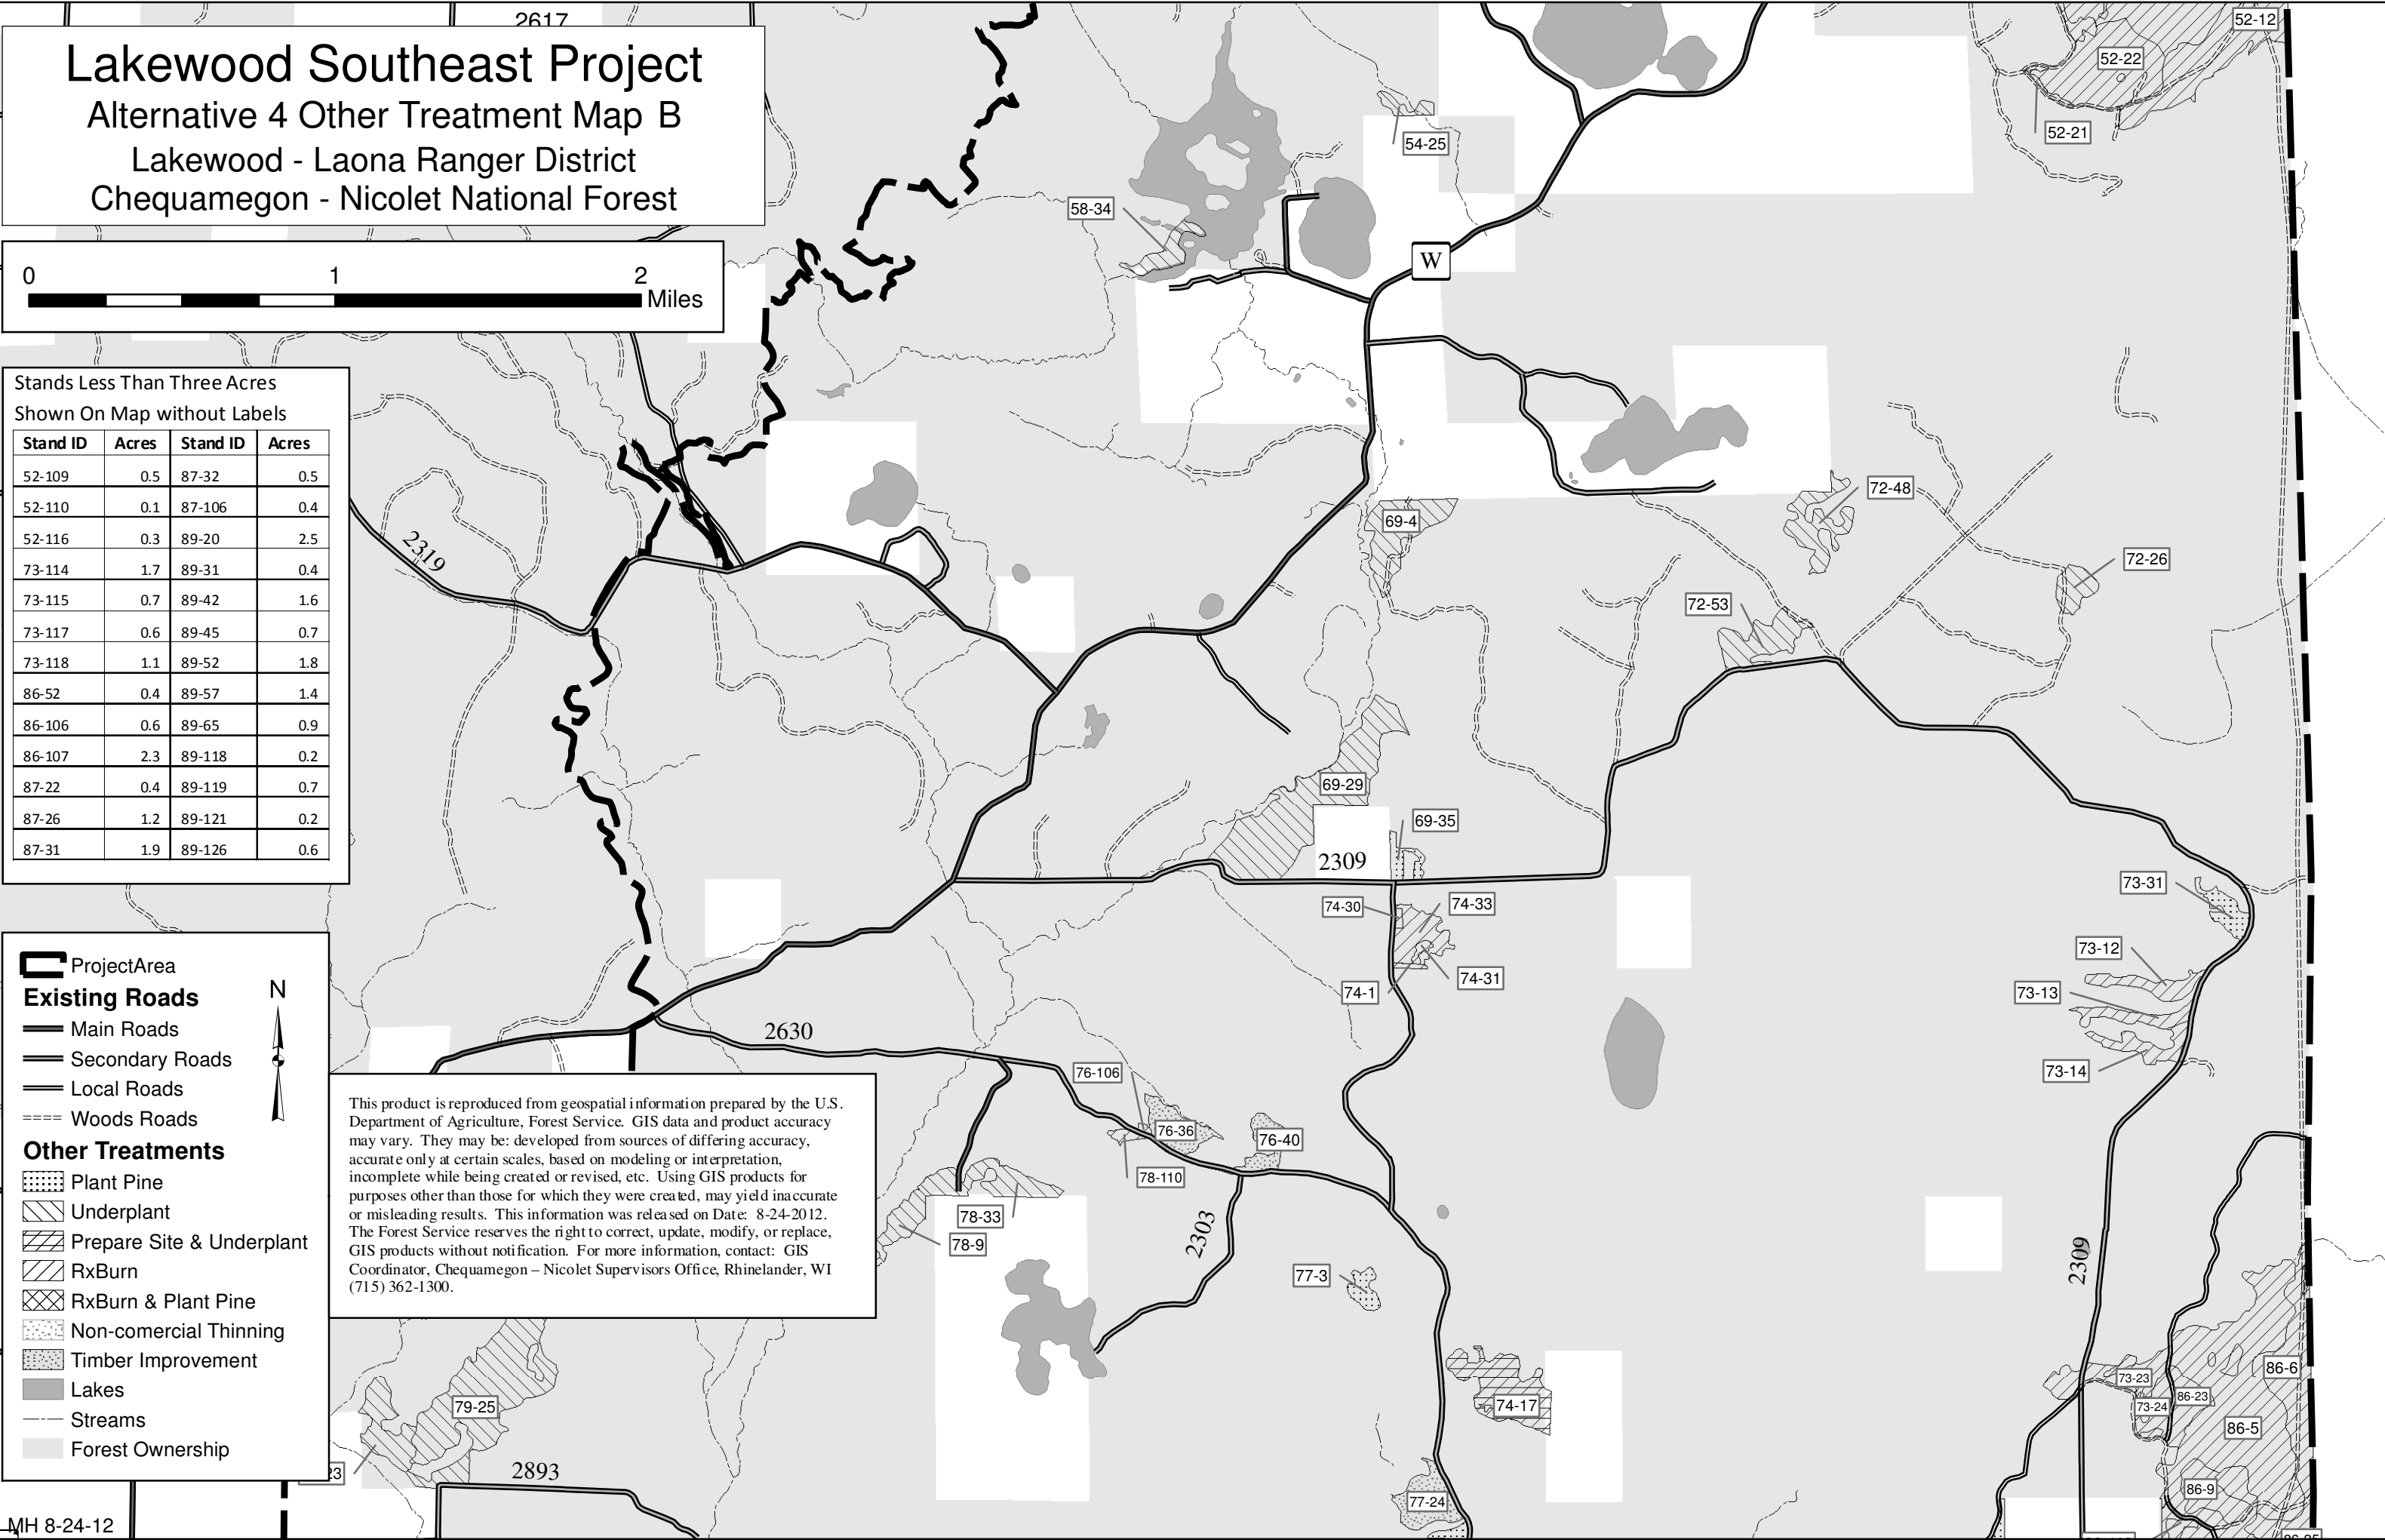 2617
Lakewood Southeast Project
Alternative 4 Other Treatment Map B
Lakewood - Laona Ranger District
Chequamegon - Nicolet National Forest
0 1 2
Miles
Stands Less Than Three Acres
Shown On Map without Labels
Stand ID Acres Stand ID Acres
52-109 0.5 87-32 0.5
52-110 0.1 87-106 0.4
52-116 0.3 89-20 2.5
73-114 1.7 89-31 0.4
73-115 0.7 89-42 1.6
73-117 0.6 89-45 0.7
73-118 1.1 89-52 1.8
86-52 0.4 89-57 1.4
86-106 0.6 89-65 0.9
86-107 2.3 89-118 0.2
87-22 0.4 89-119 0.7
87-26 1.2 89-121 0.2
87-31 1.9 89-126 0.6
ProjectArea
Existing Roads
N
Main Roads
Secondary Roads
Local Roads
Woods Roads
Other Treatments
Plant Pine
Underplant
Prepare Site & Underplant
RxBurn
RxBurn & Plant Pine
Non-comercial Thinning
Timber Improvement
Lakes
Streams
Forest Ownership
MH 8-24-12
This product is reproduced from geospatial information prepared by the U.S.
Department of Agriculture, Forest Service. GIS data and product accuracy
may vary. They may be: developed from sources of differing accuracy,
accurate only at certain scales, based on modeling or interpretation,
incomplete while being created or revised, etc. Using GIS products for
purposes other than those for which they were created, may yield inaccurate
or misleading results. This information was released on Date: 8-24-2012.
The Forest Service reserves the right to correct, update, modify, or replace,
GIS products without notification. For more information, contact: GIS
Coordinator, Chequamegon – Nicolet Supervisors Office, Rhinelander, WI
(715) 362-1300.
52-12
52-22
52-21
54-25
58-34
W
72-48
69-4
2319
72-26
72-53
69-29
69-35
2309
73-31
74-30
74-33
73-12
74-31
74-1
73-13
2630
73-14
76-106
76-36
76-40
78-110
78-33
2303
78-9
2309
77-3
86-6
73-23
86-23
79-25
74-17
73-24
86-5
23
2893
86-9
77-24